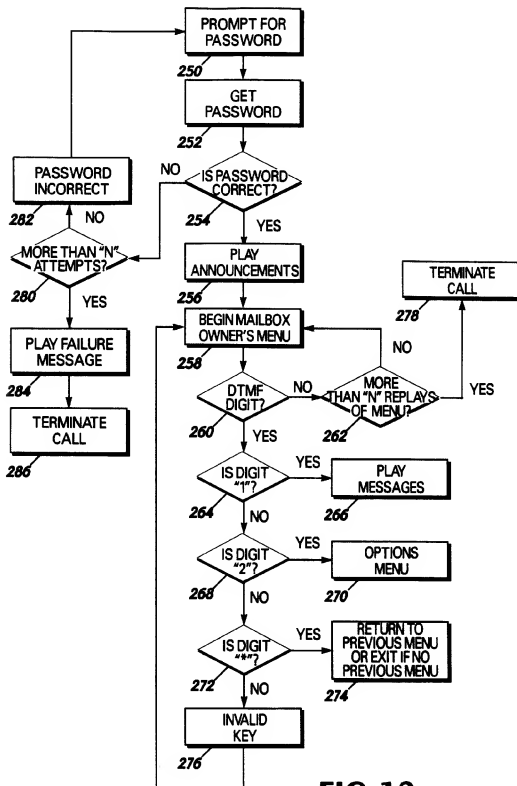 PROMPT FOR
PASSWORD
250
GET
PASSWORD
252
IS PASSWORD
CORRECT?
254
NO
YES
PASSWORD
INCORRECT
282
NO
MORE THAN "N"
ATTEMPTS?
280
YES
PLAY FAILURE
MESSAGE
284
TERMINATE
CALL
286
PLAY
ANNOUNCEMENTS
256
BEGIN MAILBOX
OWNER'S MENU
258
DTMF
DIGIT?
260
NO
YES
MORE
THAN "N" REPLAYS
OF MENU?
262
NO
YES
TERMINATE
CALL
278
IS DIGIT
"1"?
264
YES
NO
PLAY
MESSAGES
266
IS DIGIT
"2"?
268
YES
NO
OPTIONS
MENU
270
IS DIGIT
"*"?
272
YES
NO
RETURN TO
PREVIOUS MENU
OR EXIT IF NO
PREVIOUS MENU
274
INVALID
KEY
276